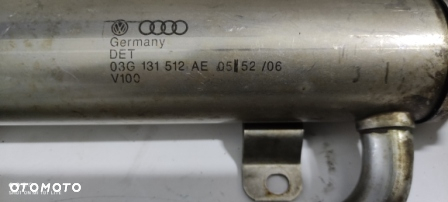 Germany
DET
03G 131 512 AE 05 52 /06
V100
OTOMOTO